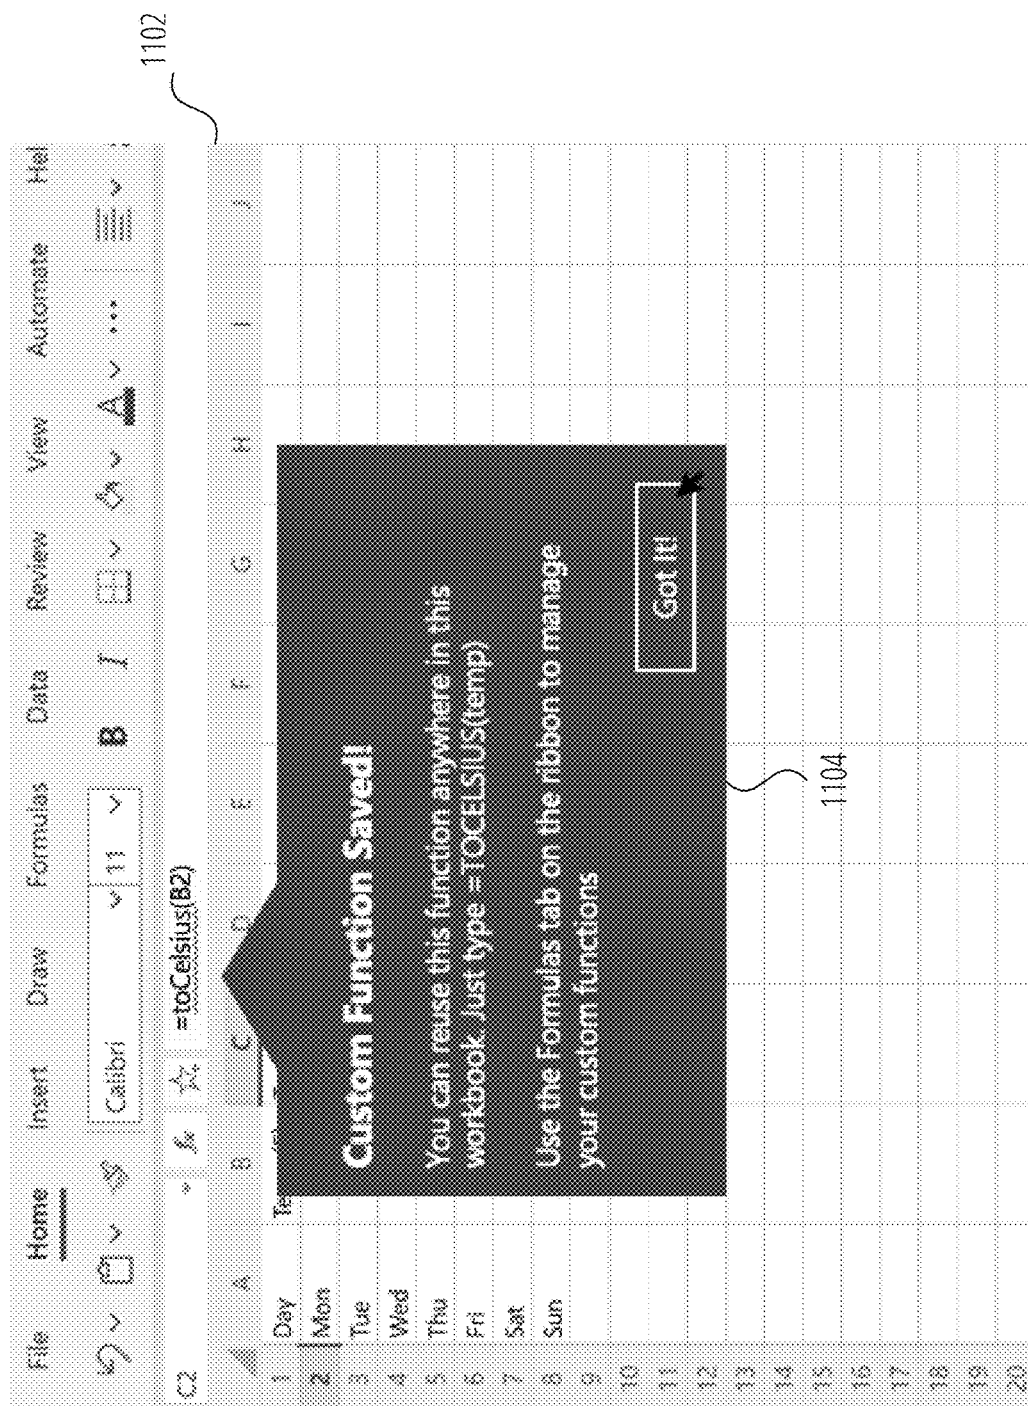 1102
File Home Insert Draw Formulas Data Review View Automate Hel
Calibri 11 B I A ...
C2 fx =toCelsius(B2)
A B C D E F G H I J
1 Day Te
2 Mon
3 Tue
4 Wed
5 Thu
6 Fri
7 Sat
8 Sun
9
10
11
12
13
14
15
16
17
18
19
20
Custom Function Saved!
You can reuse this function anywhere in this
workbook. Just type =TOCELSIUS(temp)
Use the Formulas tab on the ribbon to manage
your custom functions
Got It!
1104